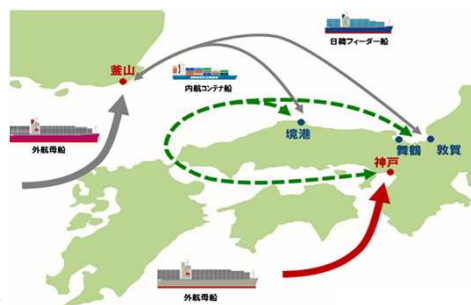 日韓フィーダー船
釜山
内航コンテナ船
外航母船
境港
舞鶴
敦賀
神戸
外航母船